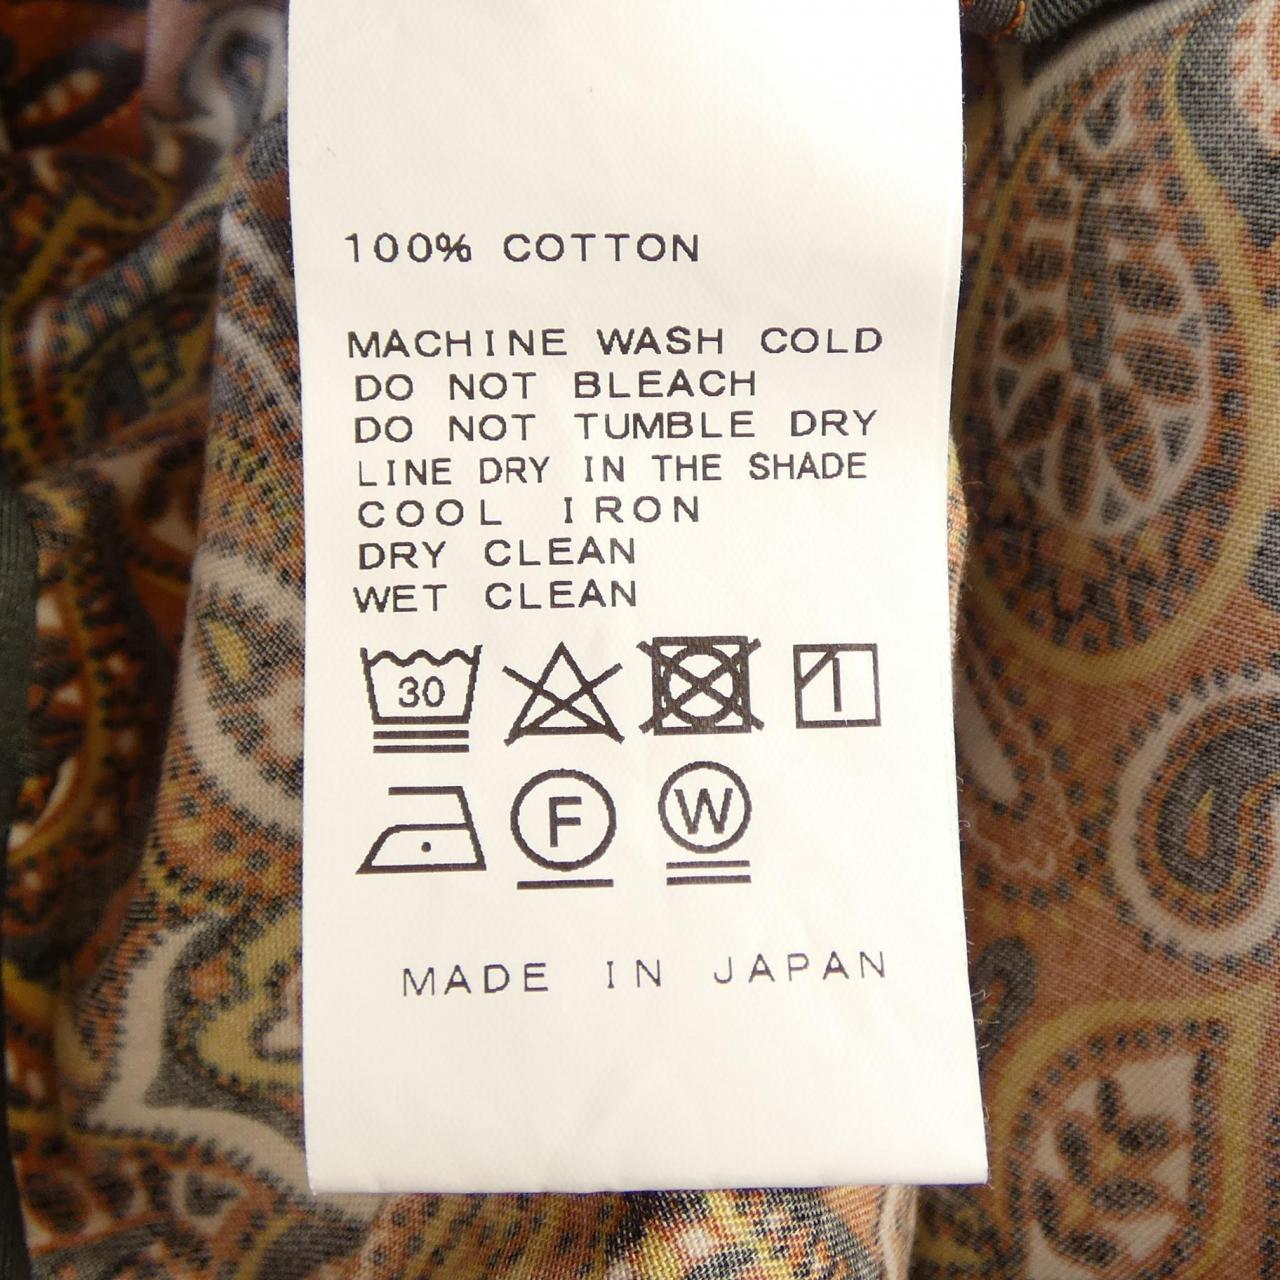 100% COTTON
MACHINE WASH COLD
DO NOT BLEACH
DO NOT TUMBLE DRY
LINE DRY IN THE SHADE
COOL IRON
DRY CLEAN
WET CLEAN
30
F W
MADE IN JAPAN